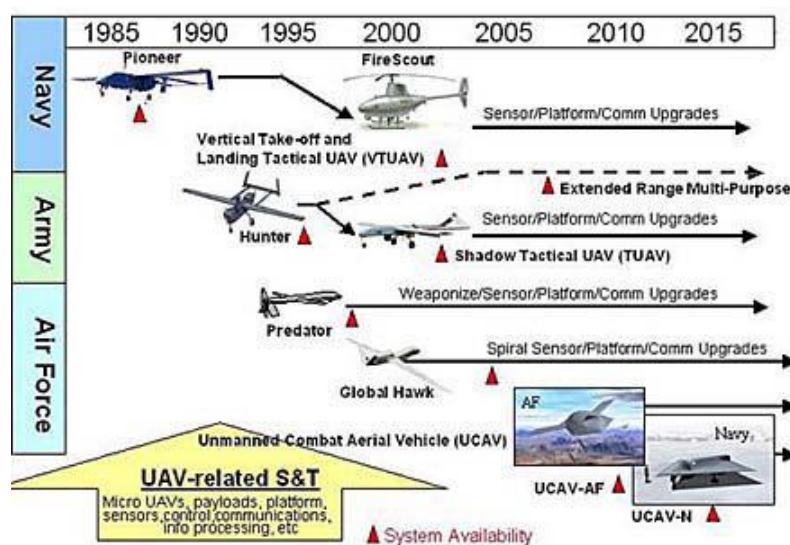 1985 1990 1995 2000 2005 2010 2015
Navy
Pioneer
FireScout
Sensor/Platform/Comm Upgrades
Vertical Take-off and
Landing Tactical UAV (VTUAV)
Army
Extended Range Multi-Purpose
Hunter
Sensor/Platform/Comm Upgrades
Shadow Tactical UAV (TUAV)
Air Force
Weaponize/Sensor/Platform/Comm Upgrades
Predator
Spiral Sensor/Platform/Comm Upgrades
Global Hawk
AF
Unmanned Combat Aerial Vehicle (UCAV)
Navy
UCAV-AF
UCAV-N
UAV-related S&T
Micro UAVs, payloads, platform,
sensors,control communications,
info processing, etc
System Availability